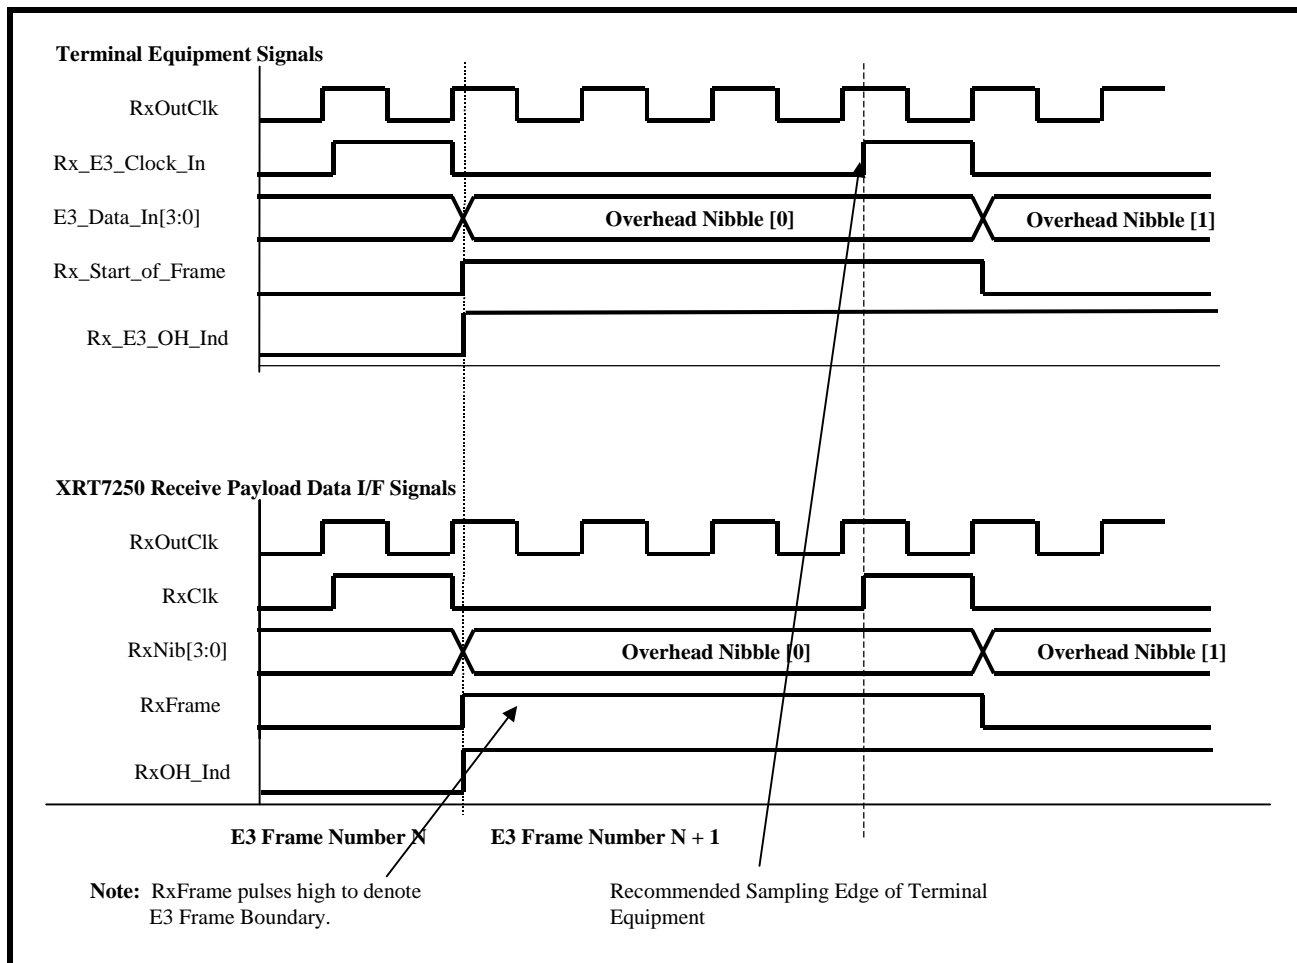 Terminal Equipment Signals
RxOutClk
Rx_E3_Clock_In
E3_Data_In[3:0]
Overhead Nibble [0]
Overhead Nibble [1]
Rx_Start_of_Frame
Rx_E3_OH_Ind
XRT7250 Receive Payload Data I/F Signals
RxOutClk
RxClk
RxNib[3:0]
Overhead Nibble [0]
Overhead Nibble [1]
RxFrame
RxOH_Ind
E3 Frame Number N
E3 Frame Number N + 1
Note: RxFrame pulses high to denote
E3 Frame Boundary.
Recommended Sampling Edge of Terminal
Equipment